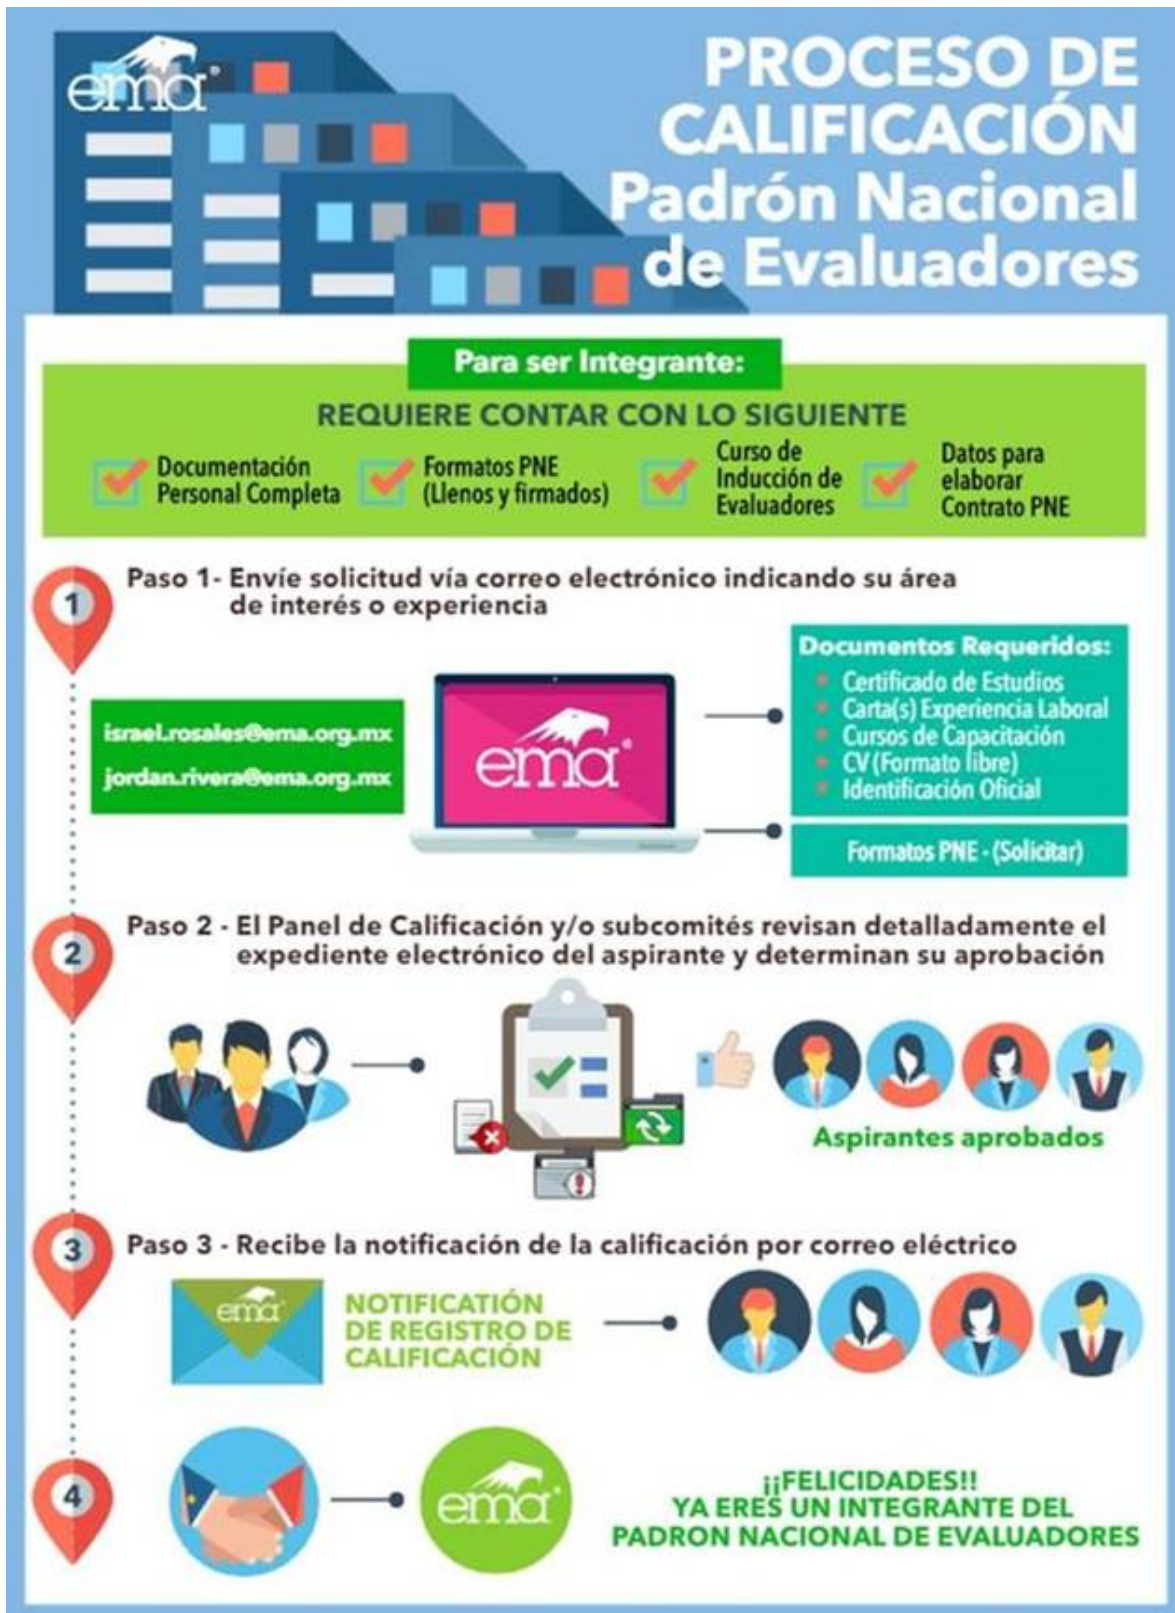 ema®
PROCESO DE
CALIFICACIÓN
Padrón Nacional
de Evaluadores
Para ser Integrante:
REQUIERE CONTAR CON LO SIGUIENTE
Documentación
Personal Completa
Formatos PNE
(Llenos y firmados)
Curso de
Inducción de
Evaluadores
Datos para
elaborar
Contrato PNE
1
Paso 1- Envíe solicitud vía correo electrónico indicando su área
de interés o experiencia
israel.rosales@ema.org.mx
jordan.rivera@ema.org.mx
ema®
Documentos Requeridos:
Certificado de Estudios
Carta(s) Experiencia Laboral
Cursos de Capacitación
CV (Formato libre)
Identificación Oficial
Formatos PNE - (Solicitar)
2
Paso 2 - El Panel de Calificación y/o subcomités revisan detalladamente el
expediente electrónico del aspirante y determinan su aprobación
Aspirantes aprobados
3
Paso 3 - Recibe la notificación de la calificación por correo eléctrico
ema®
NOTIFICATIÓN
DE REGISTRO DE
CALIFICACIÓN
4
ema®
¡¡FELICIDADES!!
YA ERES UN INTEGRANTE DEL
PADRON NACIONAL DE EVALUADORES